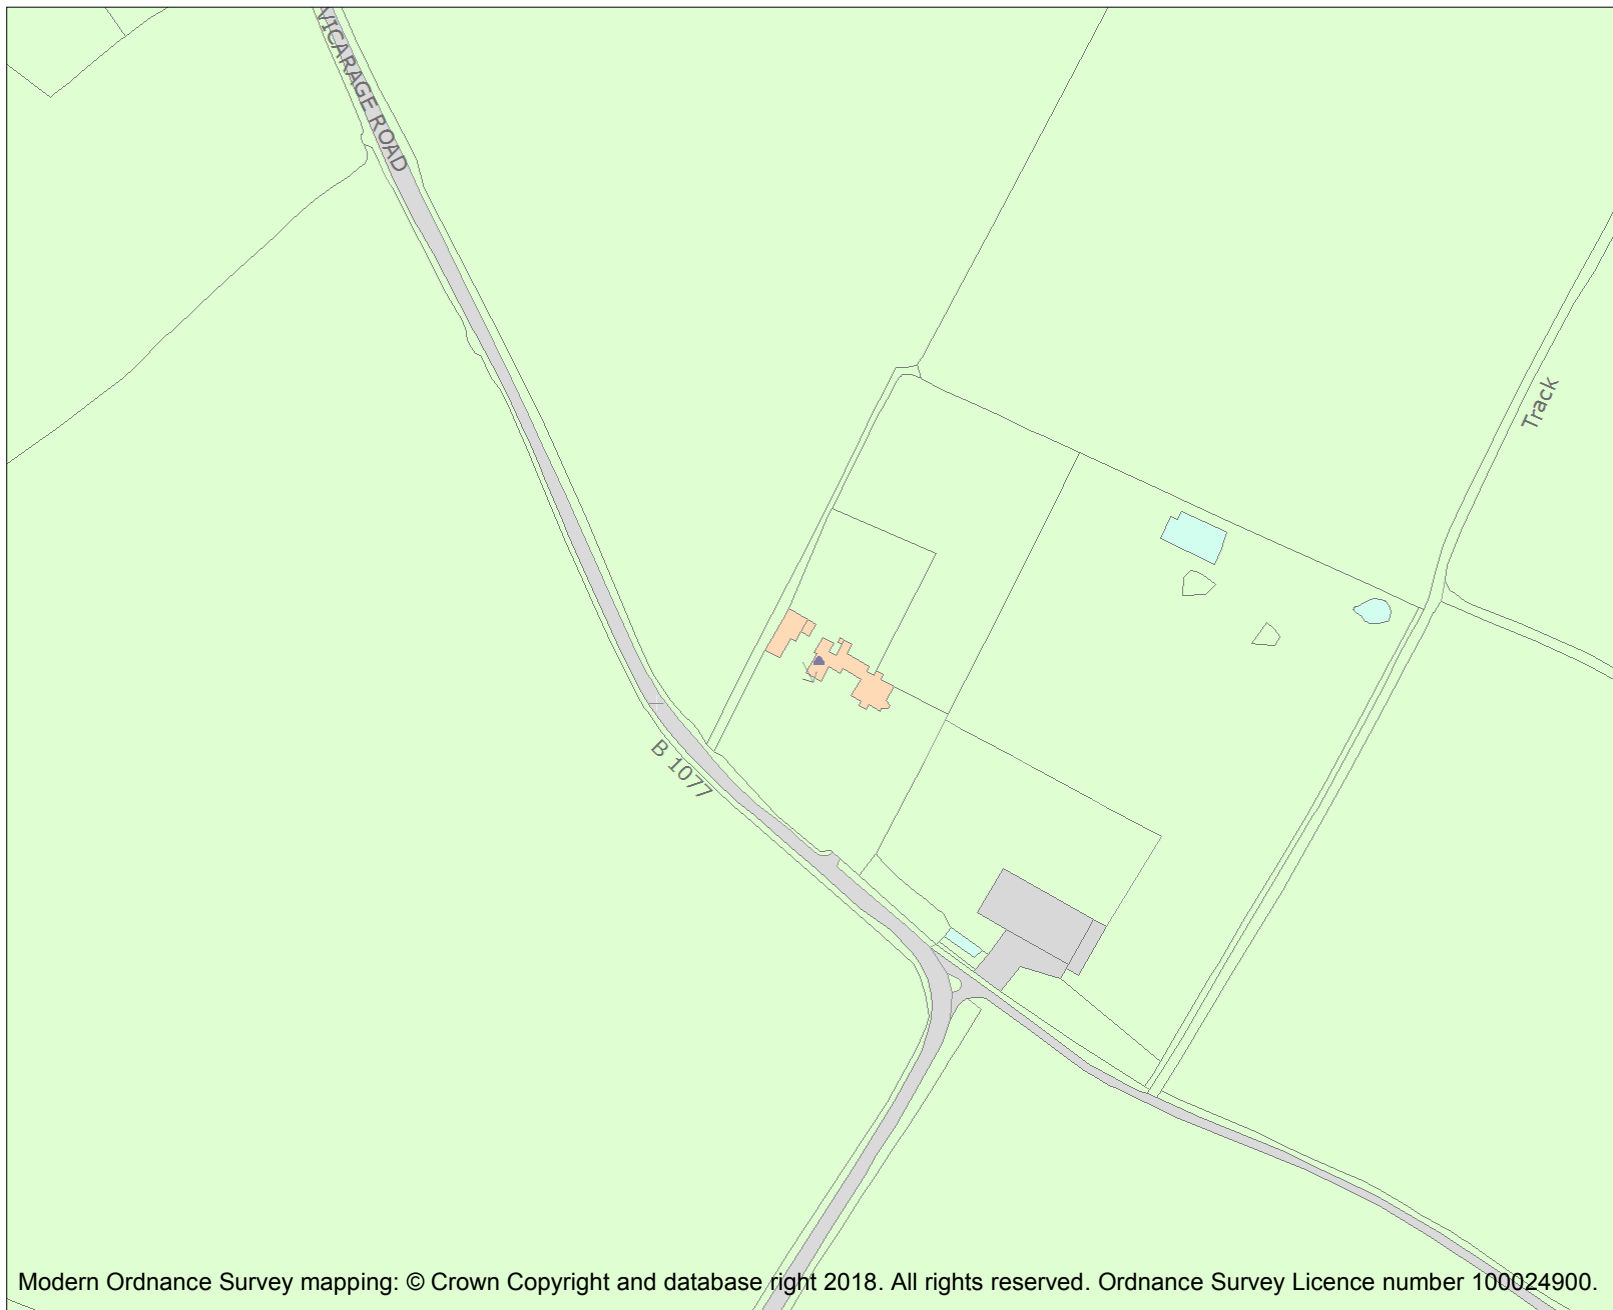 VICARAGE ROAD
Track
B 1077
Modern Ordnance Survey mapping: © Crown Copyright and database right 2018. All rights reserved. Ordnance Survey Licence number 100024900.